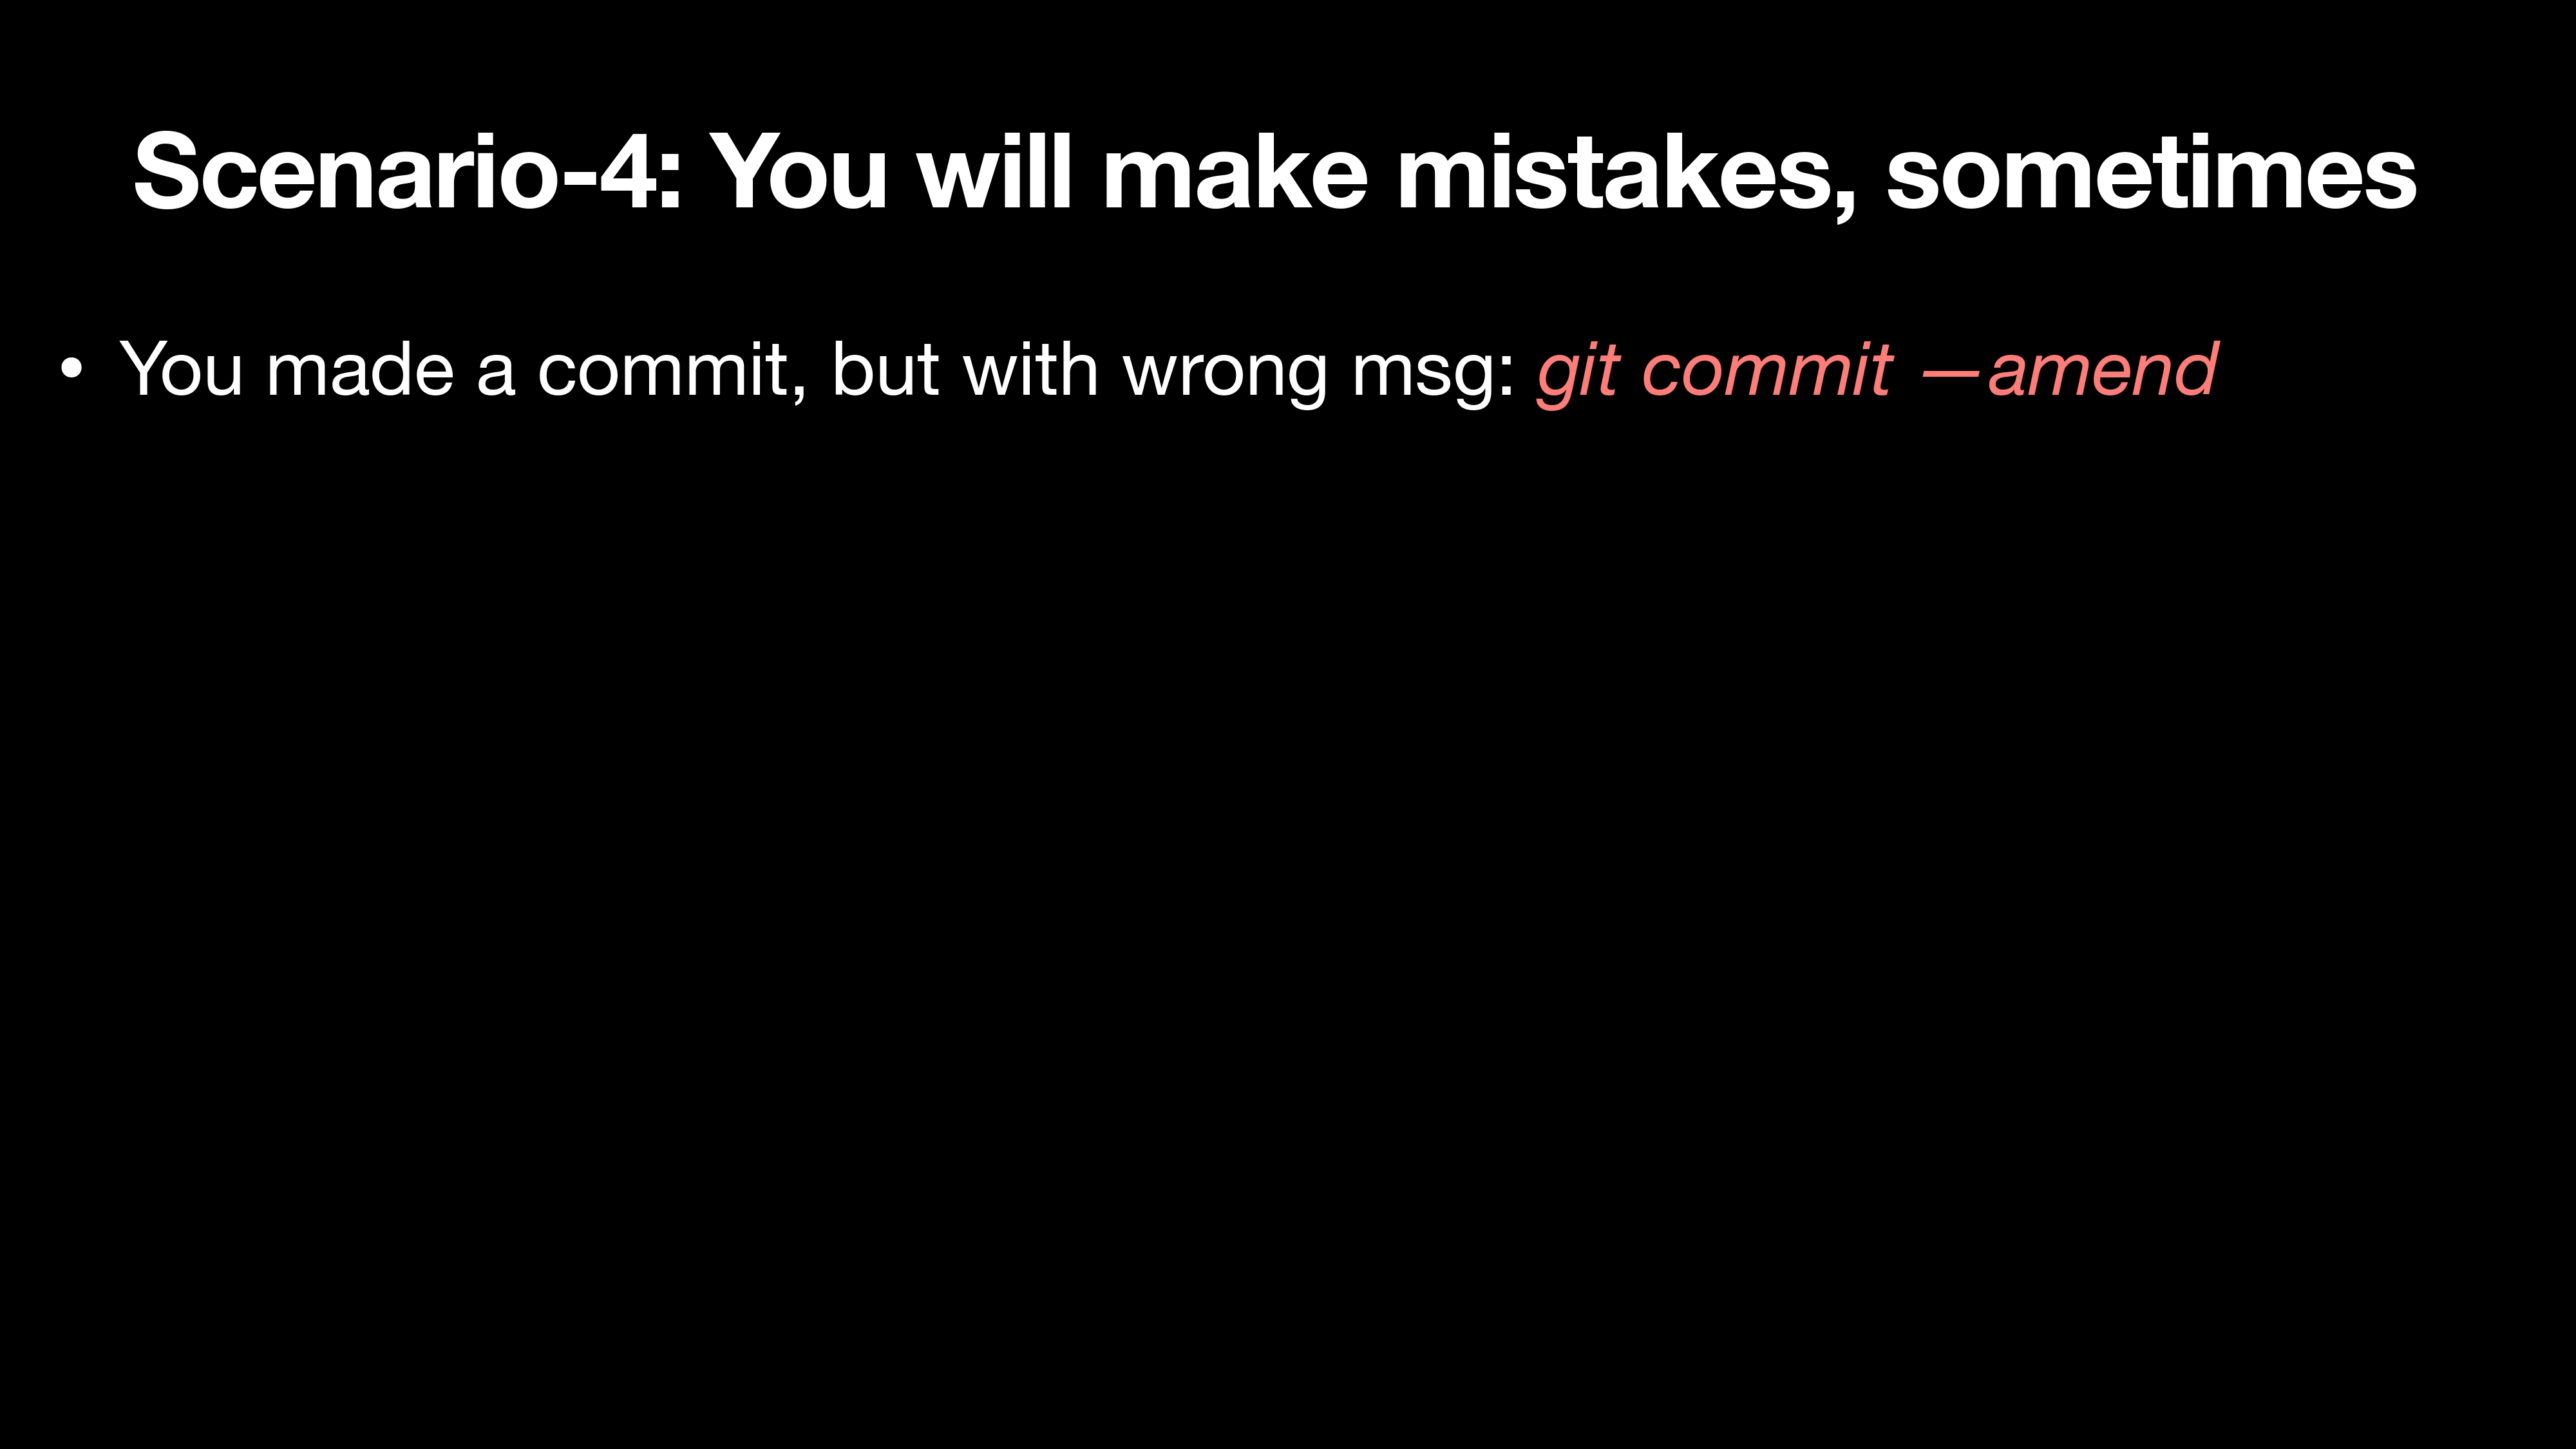 Scenario-4: You will make mistakes, sometimes
• You made a commit, but with wrong msg: git commit —amend